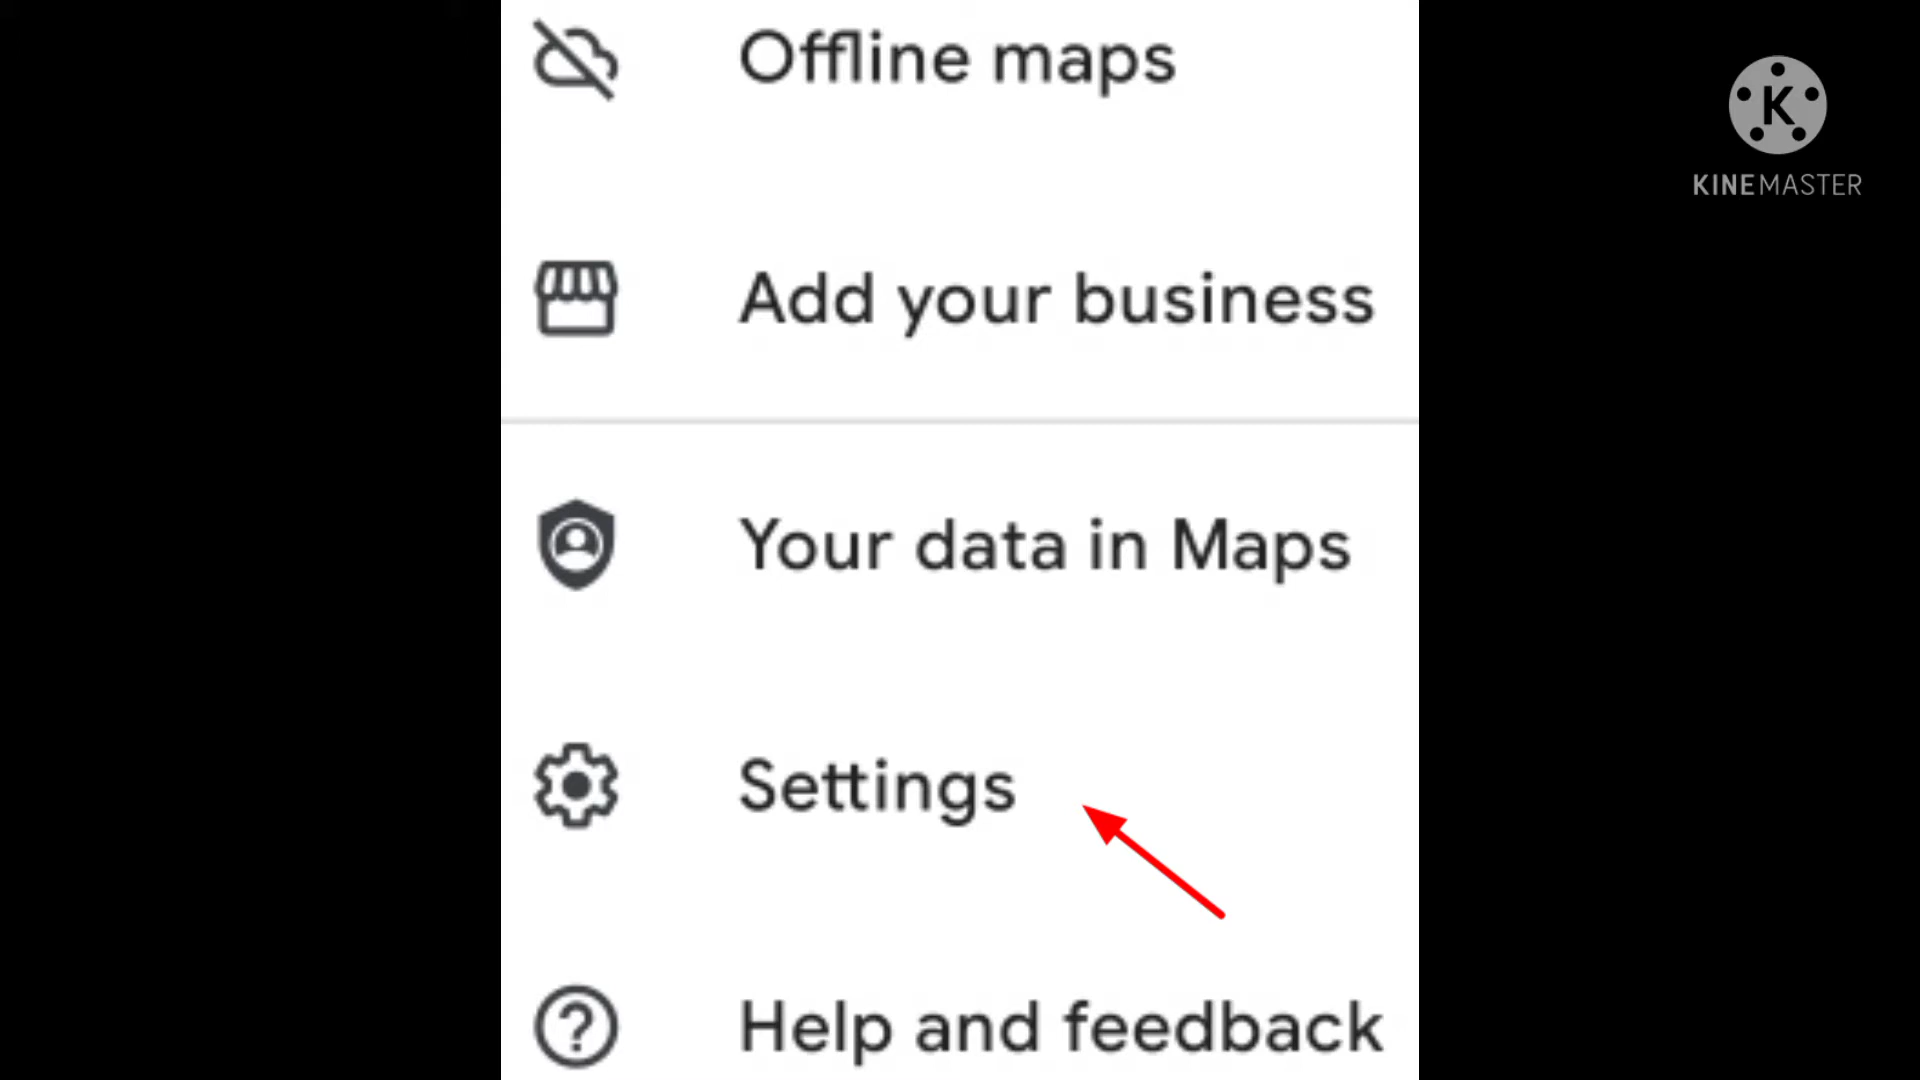 Offline maps
K
KINEMASTER
Add your business
Your data in Maps
Settings
Help and feedback